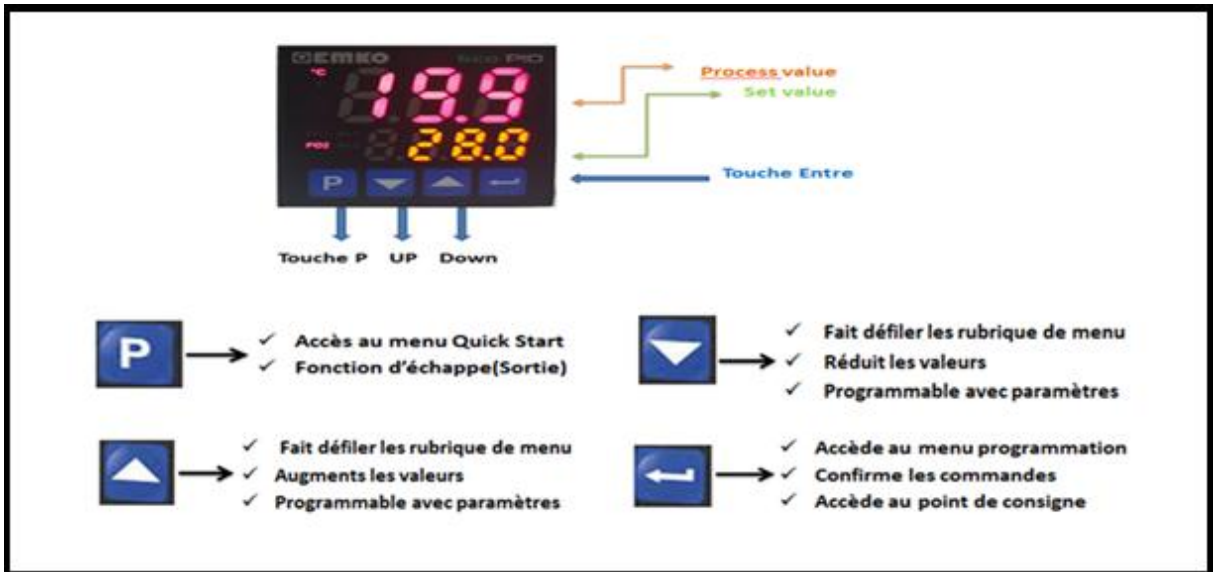 EMKO Eco PID
°C
19.9
Process value
Set value
PO2
28.0
P
Touche Entre
Touche P UP Down
P
Accès au menu Quick Start
Fonction d'échappe(Sortie)
Fait défiler les rubrique de menu
Réduit les valeurs
Programmable avec paramètres
Fait défiler les rubrique de menu
Augments les valeurs
Programmable avec paramètres
Accède au menu programmation
Confirme les commandes
Accède au point de consigne